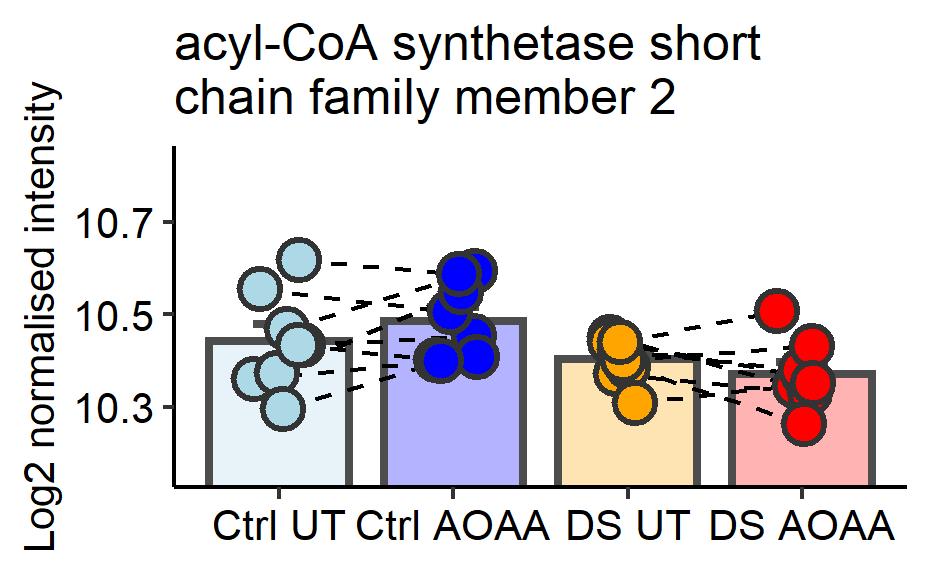 acyl-CoA synthetase short
chain family member 2
Log2 normalised intensity
10.7
10.5
10.3
Ctrl UT Ctrl AOAA DS UT DS AOAA